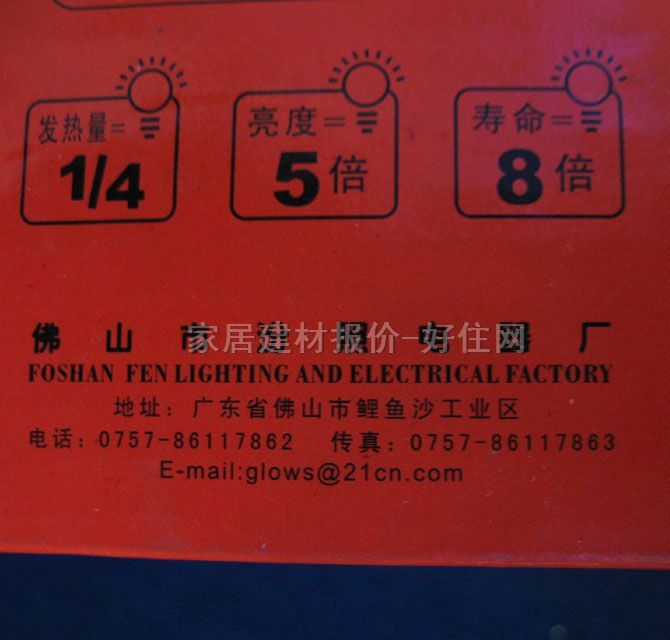 发热量=
1/4
亮度=
5倍
寿命=
8倍
家居建材报价-好住网
佛山市
厂
FOSHAN FEN LIGHTING AND ELECTRICAL FACTORY
地址：广东省佛山市鲤鱼沙工业区
电话：0757-86117862 传真：0757-86117863
E-mail:glows@21cn.com